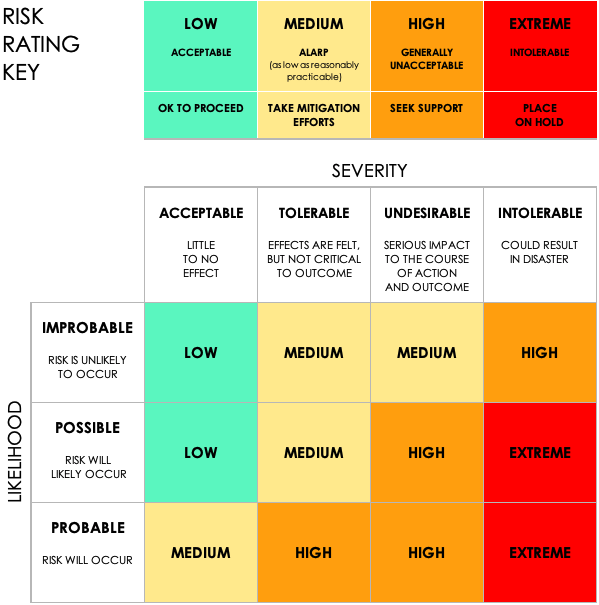 RISK
RATING
KEY
LOW
ACCEPTABLE
OK TO PROCEED
MEDIUM
ALARP
(as low as reasonably
practicable)
TAKE MITIGATION
EFFORTS
HIGH
GENERALLY
UNACCEPTABLE
SEEK SUPPORT
EXTREME
INTOLERABLE
PLACE
ON HOLD
SEVERITY
ACCEPTABLE
LITTLE
TO NO
EFFECT
TOLERABLE
EFFECTS ARE FELT,
BUT NOT CRITICAL
TO OUTCOME
UNDESIRABLE
SERIOUS IMPACT
TO THE COURSE
OF ACTION
AND OUTCOME
INTOLERABLE
COULD RESULT
IN DISASTER
LIKELIHOOD
IMPROBABLE
RISK IS UNLIKELY
TO OCCUR
LOW
MEDIUM
MEDIUM
HIGH
POSSIBLE
RISK WILL
LIKELY OCCUR
LOW
MEDIUM
HIGH
EXTREME
PROBABLE
RISK WILL OCCUR
MEDIUM
HIGH
HIGH
EXTREME